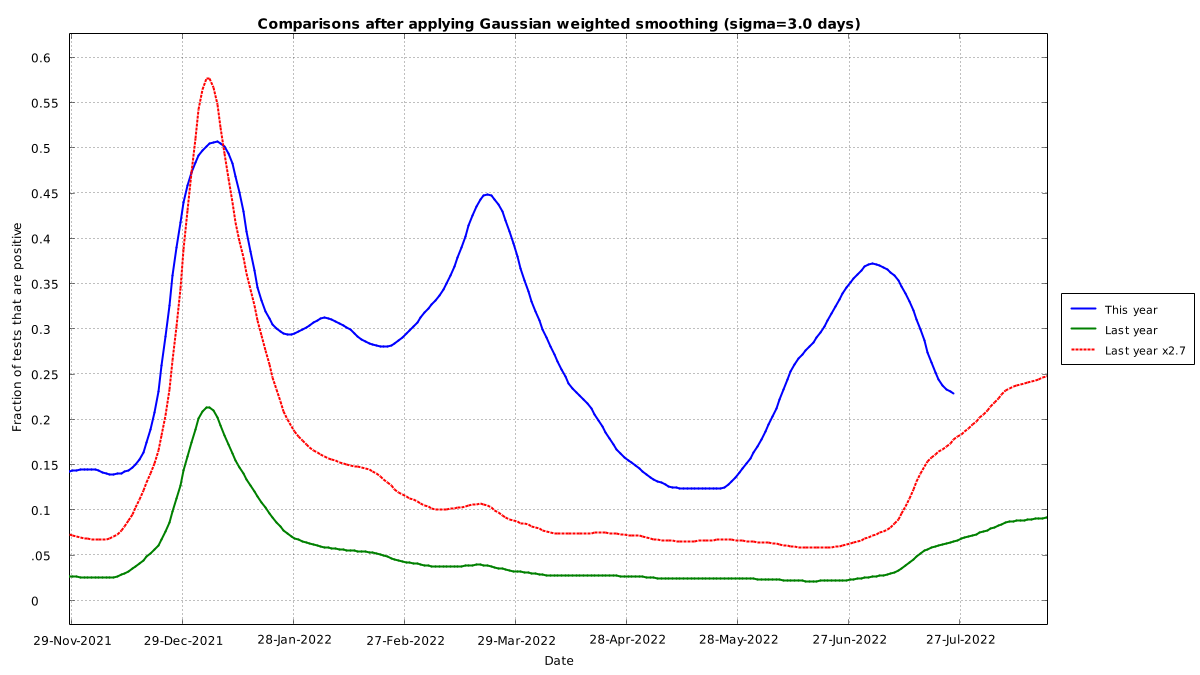 Comparisons after applying Gaussian weighted smoothing (sigma=3.0 days)
0.6
0.55
0.5
0.45
0.4
0.35
0.3
0.25
0.2
0.15
0.1
.05
0
Fraction of tests that are positive
29-Nov-2021
29-Dec-2021
28-Jan-2022
27-Feb-2022
29-Mar-2022
28-Apr-2022
28-May-2022
27-Jun-2022
27-Jul-2022
Date
This year
Last year
Last year x2.7